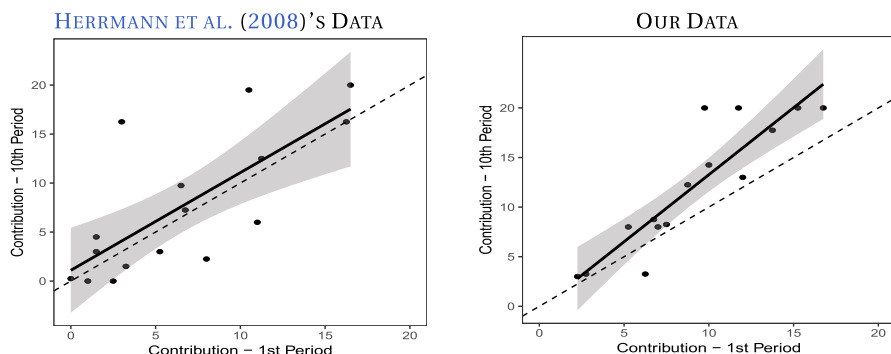 HERRMANN ET AL. (2008)'S DATA
Contribution − 10th Period
20
15
10
5
0
0 5 10 15 20
Contribution − 1st Period
OUR DATA
Contribution − 10th Period
20
15
10
5
0
0 5 10 15 20
Contribution − 1st Period